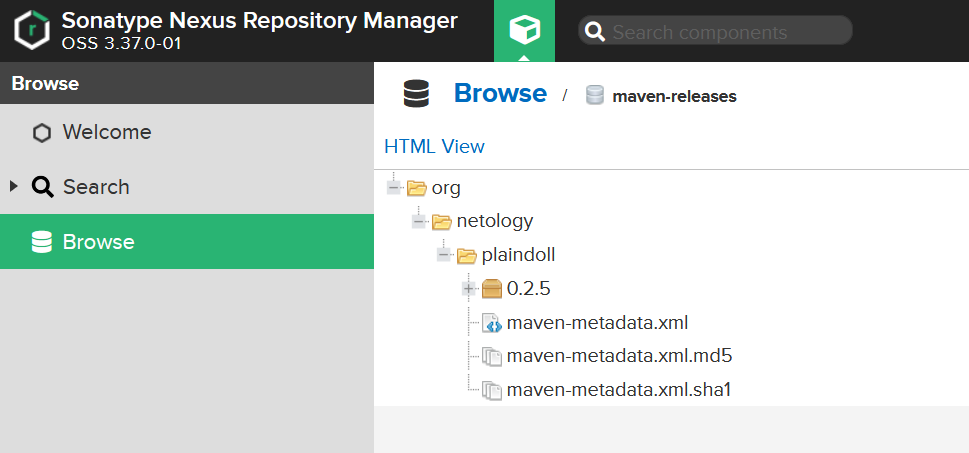 Sonatype Nexus Repository Manager
OSS 3.37.0-01
Search components
Browse
Welcome
Search
Browse
Browse / maven-releases
HTML View
org
netology
plaindoll
0.2.5
maven-metadata.xml
maven-metadata.xml.md5
maven-metadata.xml.sha1